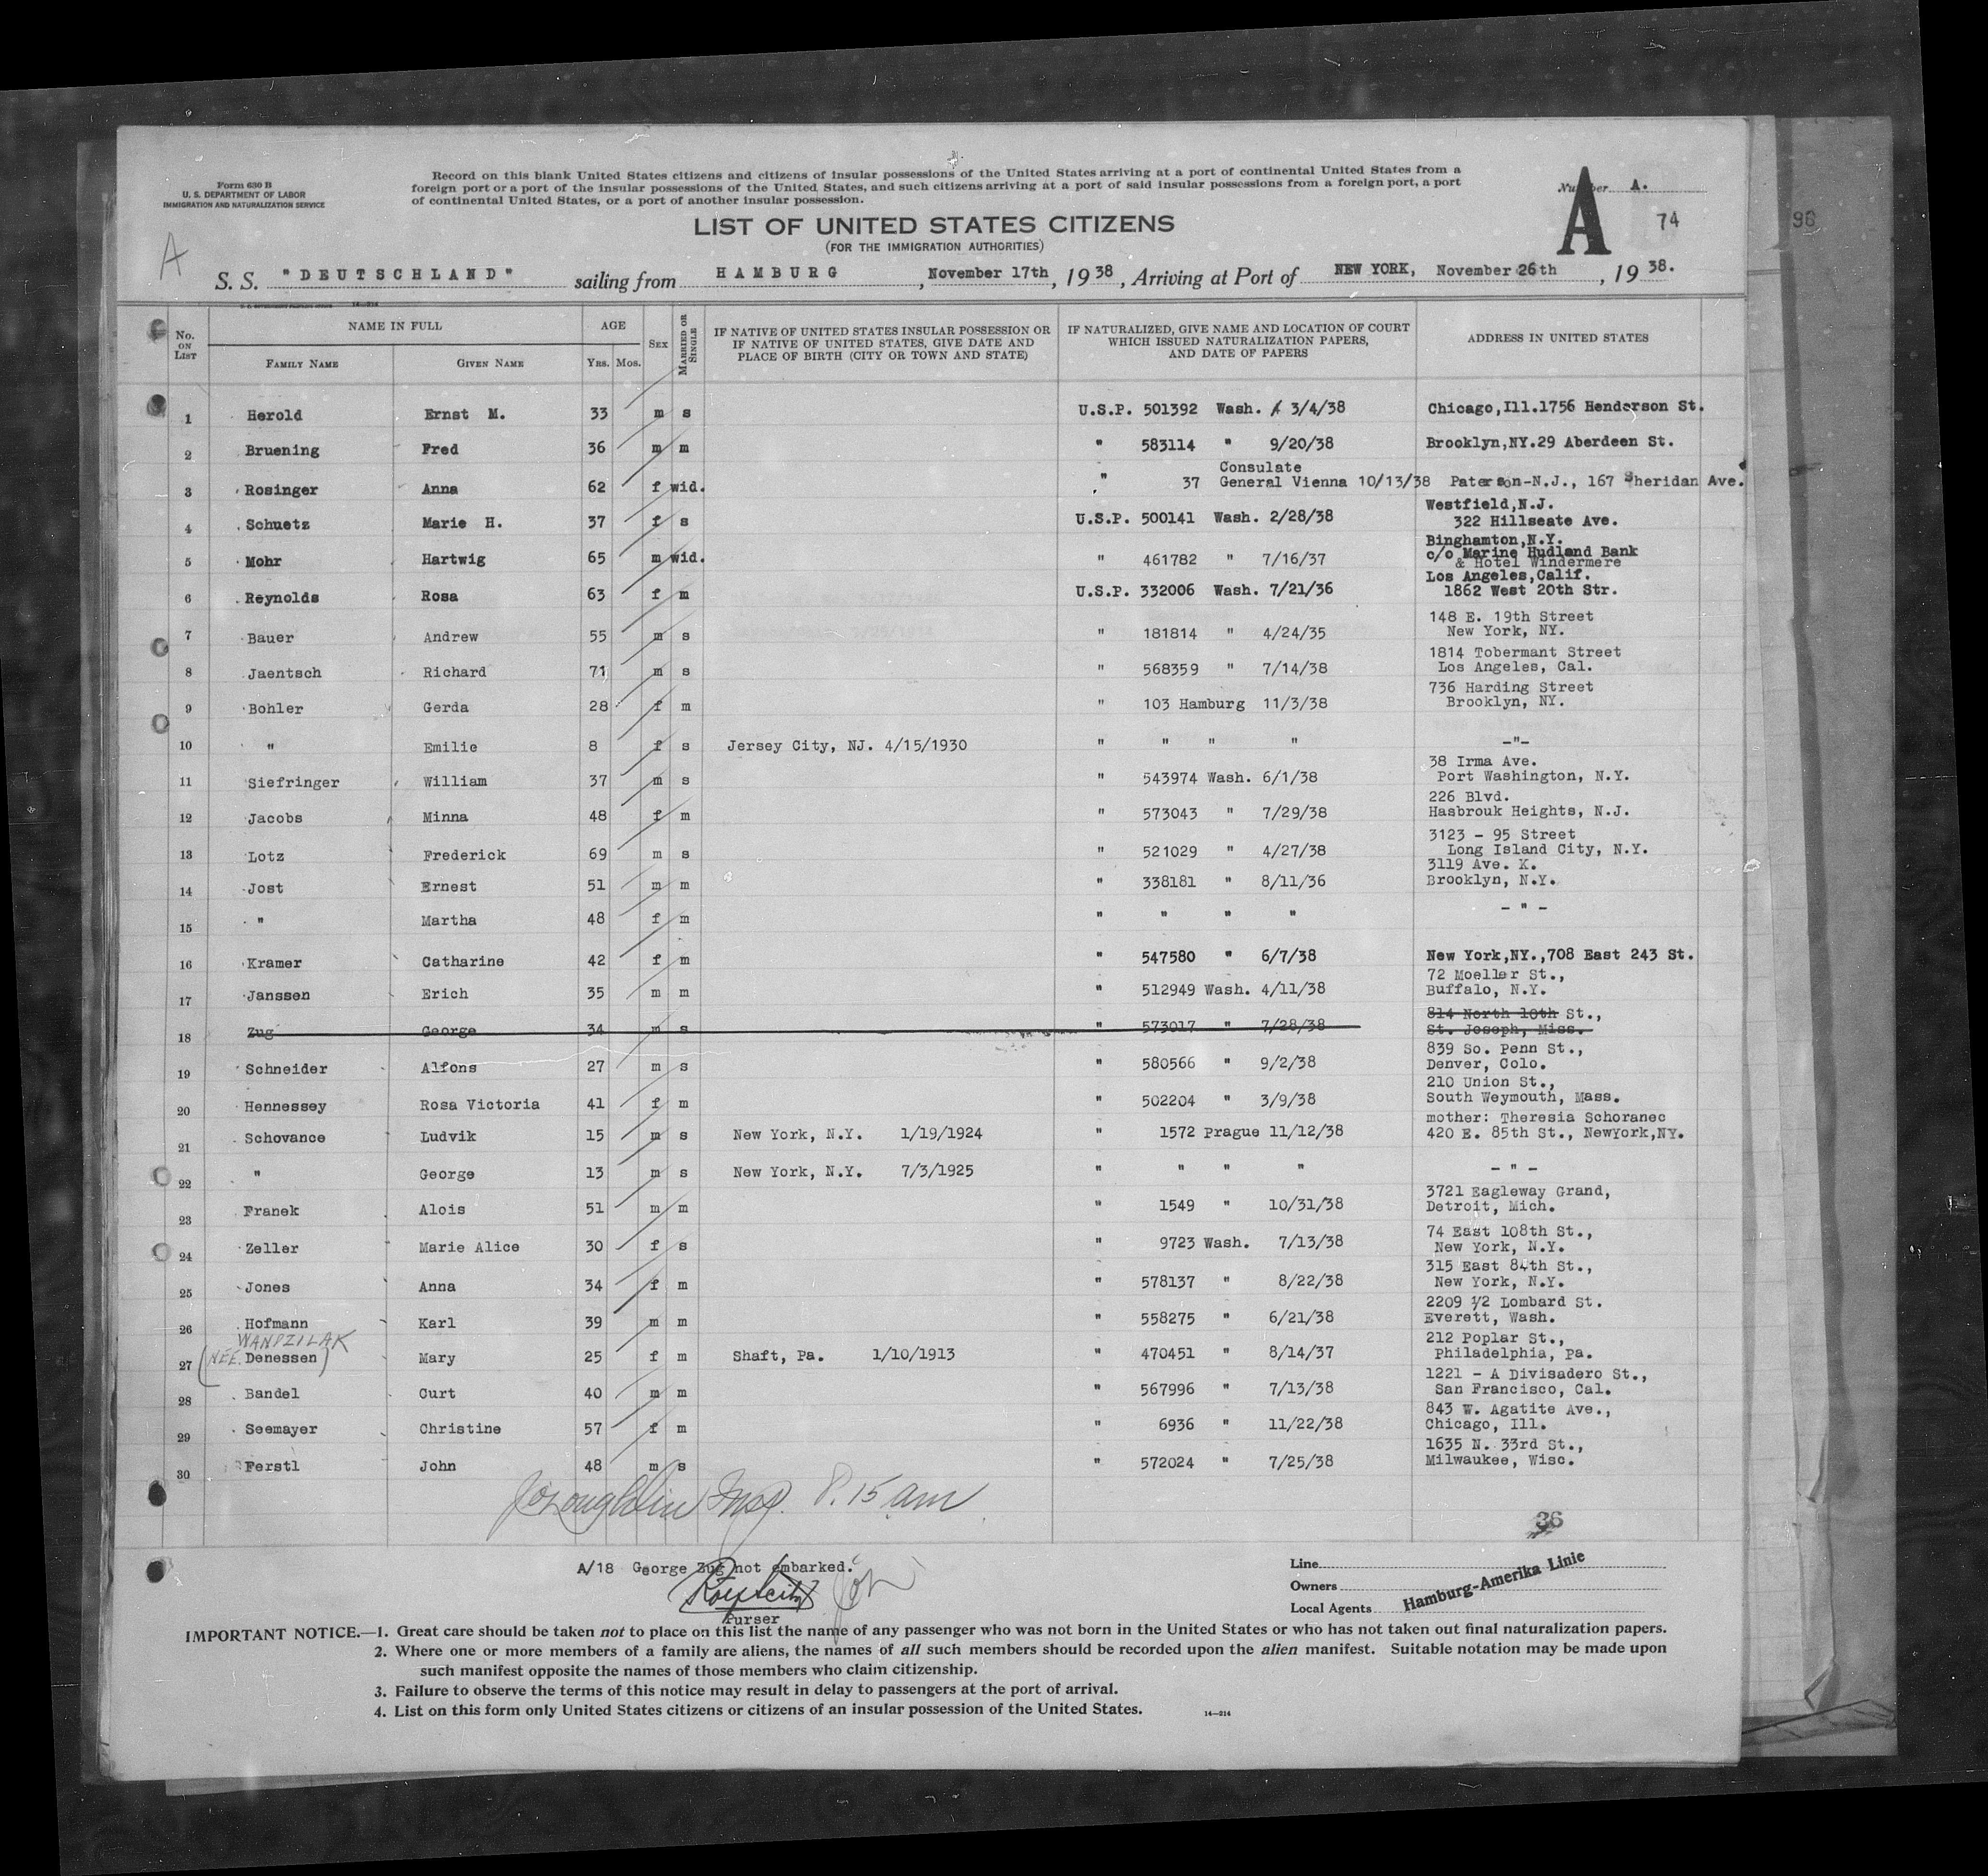 Form 630 B
U. S. DEPARTMENT OF LABOR
IMMIGRATION AND NATURALIZATION SERVICE
Record on this blank United States citizens and citizens of insular possessions of the United States arriving at a port of continental United States from a
foreign port or a port of the insular possessions of the United States, and such citizens arriving at a port of said insular possessions from a foreign port, a port
of continental United States, or a port of another insular possession.
Number A.
A
74
98
LIST OF UNITED STATES CITIZENS
(FOR THE IMMIGRATION AUTHORITIES)
A
S. S. "DEUTSCHLAND" sailing from HAMBURG, November 17th, 1938, Arriving at Port of NEW YORK, November 26th, 1938.
No. ON LIST
NAME IN FULL
FAMILY NAME GIVEN NAME
AGE
YRS. MOS.
SEX
MARRIED OR SINGLE
IF NATIVE OF UNITED STATES INSULAR POSSESSION OR
IF NATIVE OF UNITED STATES, GIVE DATE AND
PLACE OF BIRTH (CITY OR TOWN AND STATE)
IF NATURALIZED, GIVE NAME AND LOCATION OF COURT
WHICH ISSUED NATURALIZATION PAPERS,
AND DATE OF PAPERS
ADDRESS IN UNITED STATES
1 Herold Ernst M. 33 m s U.S.P. 501392 Wash. 3/4/38 Chicago,Ill.1756 Henderson St.
2 Bruening Fred 36 m m " 583114 " 9/20/38 Brooklyn,NY.29 Aberdeen St.
Consulate
3 Rosinger Anna 62 f wid. " 37 General Vienna 10/13/38 Paterson-N.J., 167 Sheridan Ave.
Westfield,N.J.
4 Schuetz Marie H. 37 f s U.S.P. 500141 Wash. 2/28/38 322 Hillseate Ave.
Binghamton,N.Y.
c/o Marine Hudland Bank
5 Mohr Hartwig 65 m wid. " 461782 " 7/16/37 & Hotel Windermere
Los Angeles,Calif.
6 Reynolds Rosa 63 f m U.S.P. 332006 Wash. 7/21/36 1862 West 20th Str.
148 E. 19th Street
7 Bauer Andrew 55 m s " 181814 " 4/24/35 New York, NY.
1814 Tobermant Street
8 Jaentsch Richard 71 m s " 568359 " 7/14/38 Los Angeles, Cal.
736 Harding Street
9 Bohler Gerda 28 f m " 103 Hamburg 11/3/38 Brooklyn, NY.
10 " Emilie 8 f s Jersey City, NJ. 4/15/1930 " " " " -"-
38 Irma Ave.
11 Siefringer William 37 m s " 543974 Wash. 6/1/38 Port Washington, N.Y.
226 Blvd.
12 Jacobs Minna 48 f m " 573043 " 7/29/38 Hasbrouk Heights, N.J.
3123 - 95 Street
13 Lotz Frederick 69 m s " 521029 " 4/27/38 Long Island City, N.Y.
3119 Ave. K.
14 Jost Ernest 51 m m " 338181 " 8/11/36 Brooklyn, N.Y.
15 " Martha 48 f m " " " " - " -
16 Kramer Catharine 42 f m " 547580 " 6/7/38 New York,NY.,708 East 243 St.
72 Moeller St.,
17 Janssen Erich 35 m m " 512949 Wash. 4/11/38 Buffalo, N.Y.
814 North 10th St.,
18 Zug George 34 m s " 573017 " 7/28/38 St. Joseph, Miss.
839 So. Penn St.,
19 Schneider Alfons 27 m s " 580566 " 9/2/38 Denver, Colo.
210 Union St.,
20 Hennessey Rosa Victoria 41 f m " 502204 " 3/9/38 South Weymouth, Mass.
mother: Theresia Schoranec
21 Schovance Ludvik 15 m s New York, N.Y. 1/19/1924 " 1572 Prague 11/12/38 420 E. 85th St., NewYork,NY.
22 " George 13 m s New York, N.Y. 7/3/1925 " " " " - " -
3721 Eagleway Grand,
23 Franek Alois 51 m m " 1549 " 10/31/38 Detroit, Mich.
74 East 108th St.,
24 Zeller Marie Alice 30 f s " 9723 Wash. 7/13/38 New York, N.Y.
315 East 84th St.,
25 Jones Anna 34 f m " 578137 " 8/22/38 New York, N.Y.
2209 1/2 Lombard St.
26 Hofmann Karl 39 m m " 558275 " 6/21/38 Everett, Wash.
WANDZILAK
212 Poplar St.,
27 (NEE. Denessen) Mary 25 f m Shaft, Pa. 1/10/1913 " 470451 " 8/14/37 Philadelphia, Pa.
1221 - A Divisadero St.,
28 Bandel Curt 40 m m " 567996 " 7/13/38 San Francisco, Cal.
843 W. Agatite Ave.,
29 Seemayer Christine 57 f m " 6936 " 11/22/38 Chicago, Ill.
1635 N. 33rd St.,
30 Ferstl John 48 m s " 572024 " 7/25/38 Milwaukee, Wisc.
Insp. 8.15 am
36
A/18 George Zug not embarked.
Purser
Line
Owners
Local Agents
Hamburg-Amerika Linie
IMPORTANT NOTICE.—1. Great care should be taken not to place on this list the name of any passenger who was not born in the United States or who has not taken out final naturalization papers.
2. Where one or more members of a family are aliens, the names of all such members should be recorded upon the alien manifest. Suitable notation may be made upon
such manifest opposite the names of those members who claim citizenship.
3. Failure to observe the terms of this notice may result in delay to passengers at the port of arrival.
4. List on this form only United States citizens or citizens of an insular possession of the United States.
14—214